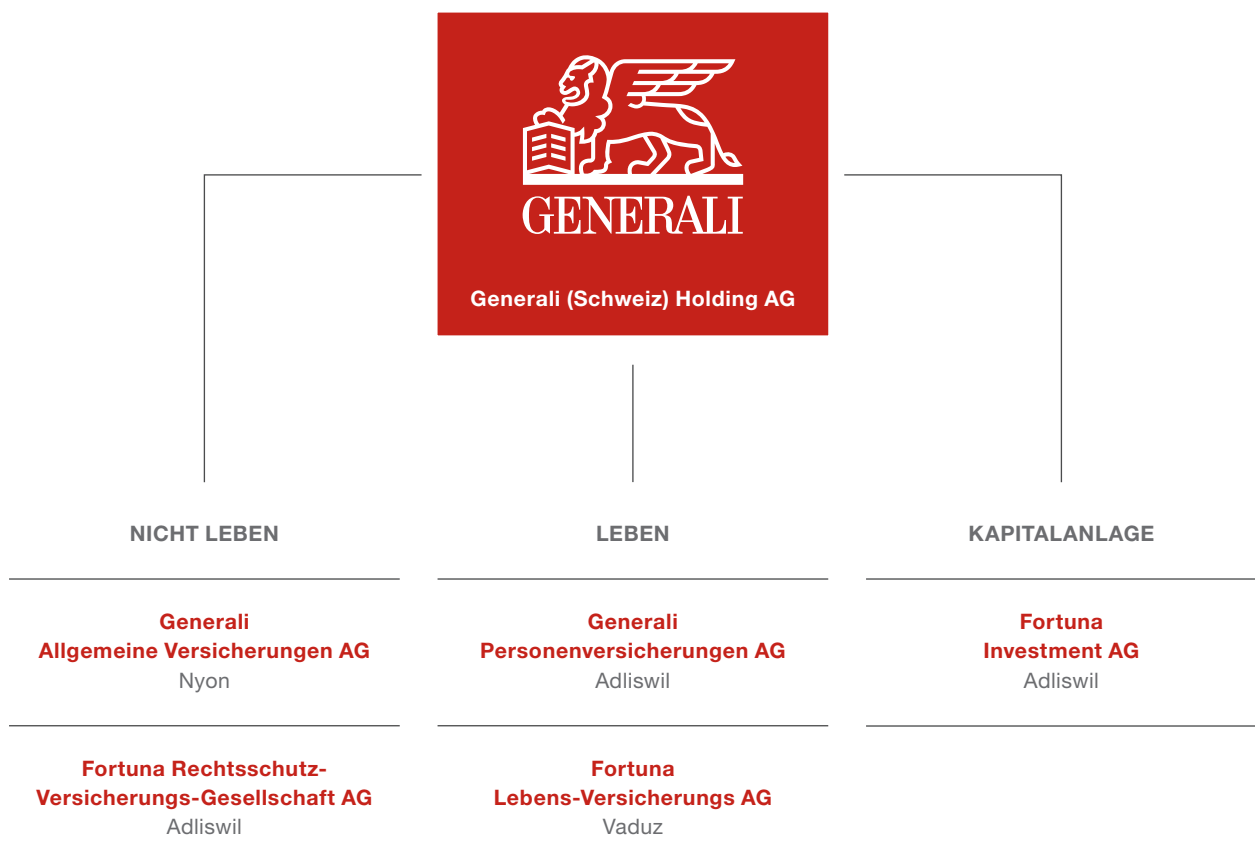 GENERALI
Generali (Schweiz) Holding AG
NICHT LEBEN
Generali
Allgemeine Versicherungen AG
Nyon
Fortuna Rechtsschutz-
Versicherungs-Gesellschaft AG
Adliswil
LEBEN
Generali
Personenversicherungen AG
Adliswil
Fortuna
Lebens-Versicherungs AG
Vaduz
KAPITALANLAGE
Fortuna
Investment AG
Adliswil